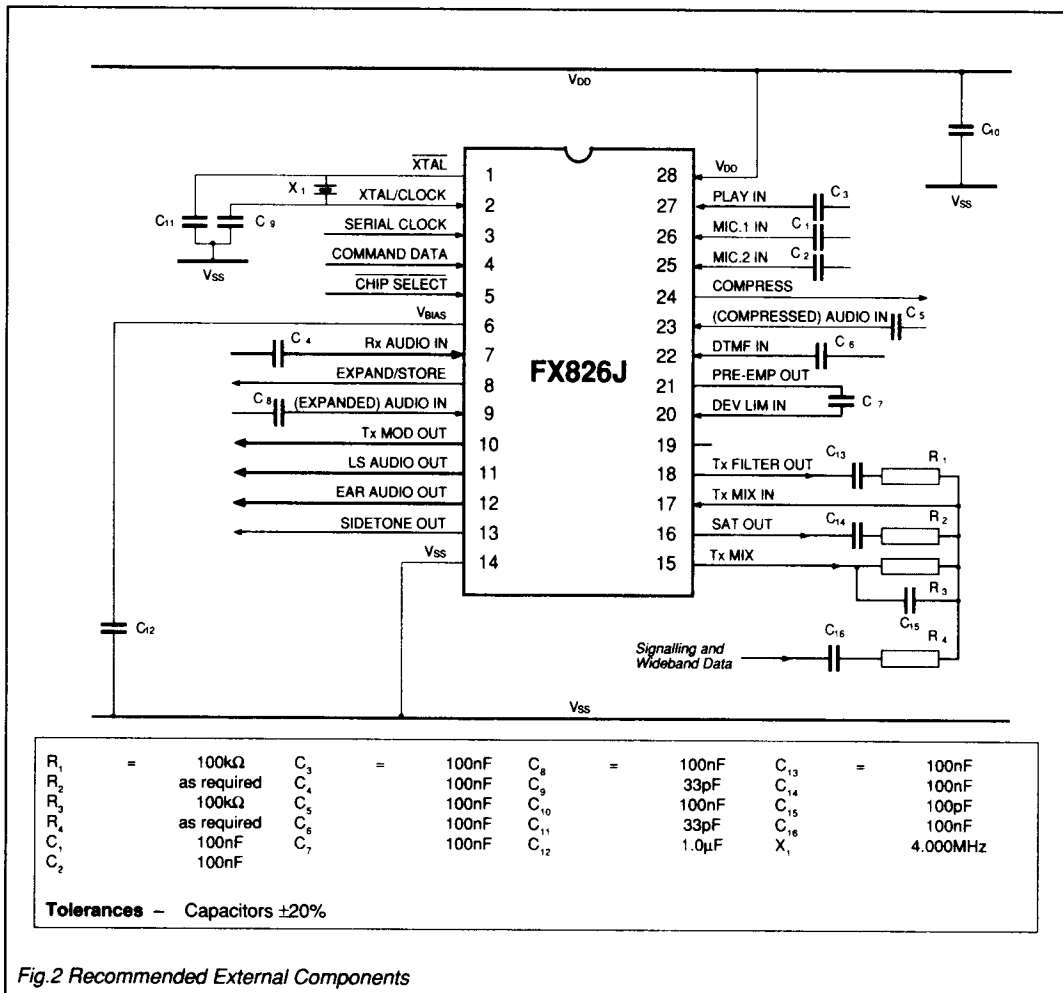 VDD
C10
VSS
XTAL 1 28 VDD
X1
XTAL/CLOCK 2 27 PLAY IN C3
C11 C9
SERIAL CLOCK 3 26 MIC.1 IN C1
COMMAND DATA 4 25 MIC.2 IN C2
VSS
CHIP SELECT 5 24 COMPRESS
VBIAS 6 23 (COMPRESSED) AUDIO IN C5
C4 Rx AUDIO IN 7 22 DTMF IN C6
FX826J
EXPAND/STORE 8 21 PRE-EMP OUT
C7
C8 (EXPANDED) AUDIO IN 9 20 DEV LIM IN
Tx MOD OUT 10 19
LS AUDIO OUT 11 18 Tx FILTER OUT C13 R1
EAR AUDIO OUT 12 17 Tx MIX IN
SIDETONE OUT 13 16 SAT OUT C14 R2
VSS 14 15 Tx MIX
R3
C15
C12
C16 R4
Signalling and
Wideband Data
VSS
R1 = 100kΩ C3 = 100nF C8 = 100nF C13 = 100nF
R2 as required C4 100nF C9 33pF C14 100nF
R3 100kΩ C5 100nF C10 100nF C15 100pF
R4 as required C6 100nF C11 33pF C16 100nF
C1 100nF C7 100nF C12 1.0µF X1 4.000MHz
C2 100nF
Tolerances – Capacitors ±20%
Fig.2 Recommended External Components